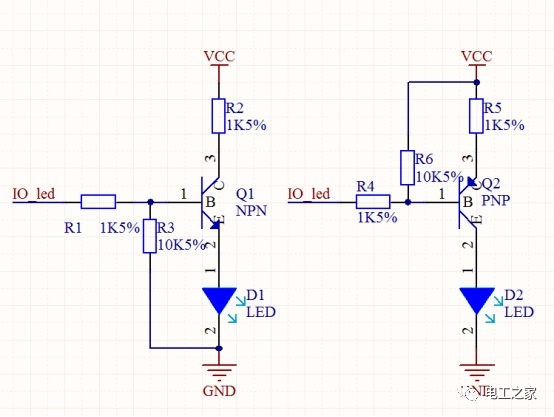 VCC
VCC
R2
1K5%
R5
1K5%
3
C
3
C
R6
10K5%
IO_led
1
B
Q1
NPN
IO_led
1
B
Q2
PNP
R1
1K5%
R3
10K5%
R4
1K5%
E
2
E
2
1
D1
LED
1
D2
LED
2
2
GND
电工之家